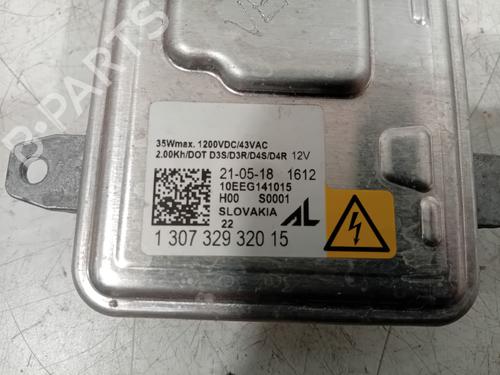 35Wmax. 1200VDC/43VAC
2.00Kh/DOT D3S/D3R/D4S/D4R 12V
21-05-18 1612
10EEG141015
H00 S0001
SLOVAKIA AL
22
1 307 329 320 15
B-PARTS